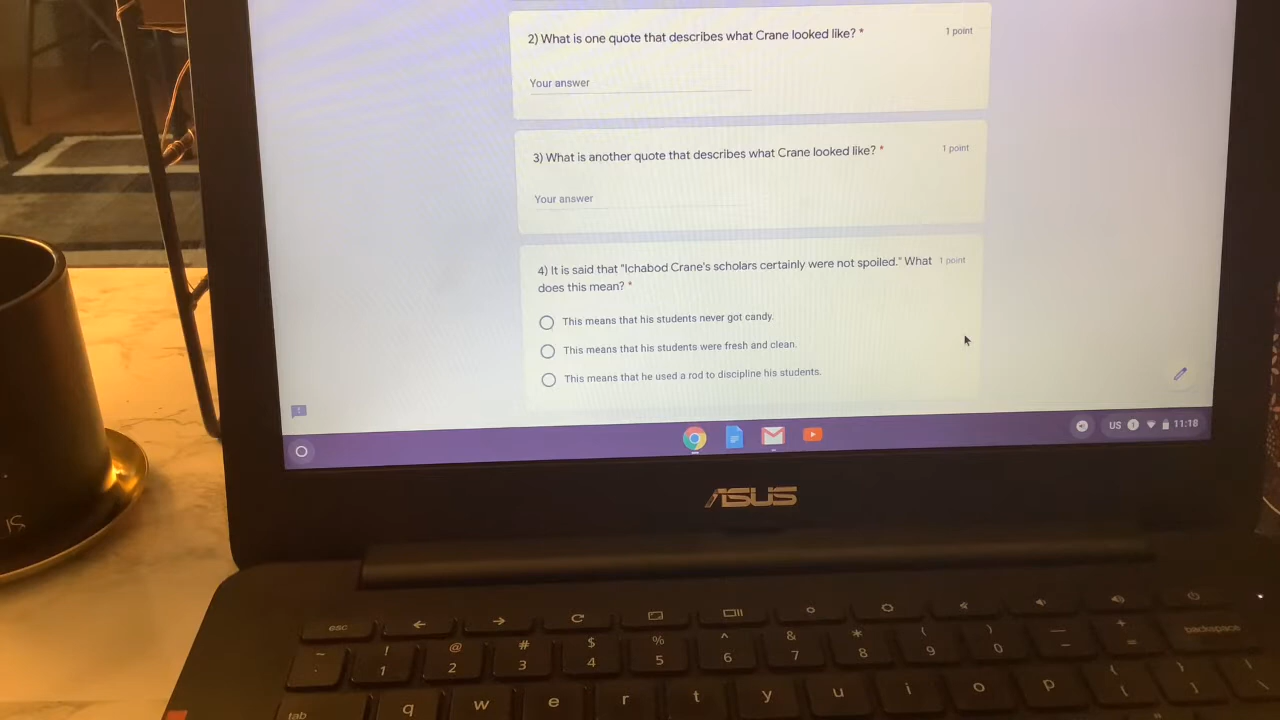 2) What is one quote that describes what Crane looked like? *
1 point
Your answer
3) What is another quote that describes what Crane looked like? *
1 point
Your answer
4) It is said that "Ichabod Crane's scholars certainly were not spoiled." What
1 point
does this mean? *
This means that his students never got candy.
This means that his students were fresh and clean.
This means that he used a rod to discipline his students.
US
11:18
ASUS
esc
! @ # $ % ^ & * ( ) — +
1 2 3 4 5 6 7 8 9 0 - =
backspace
tab q w e r t y u i o p